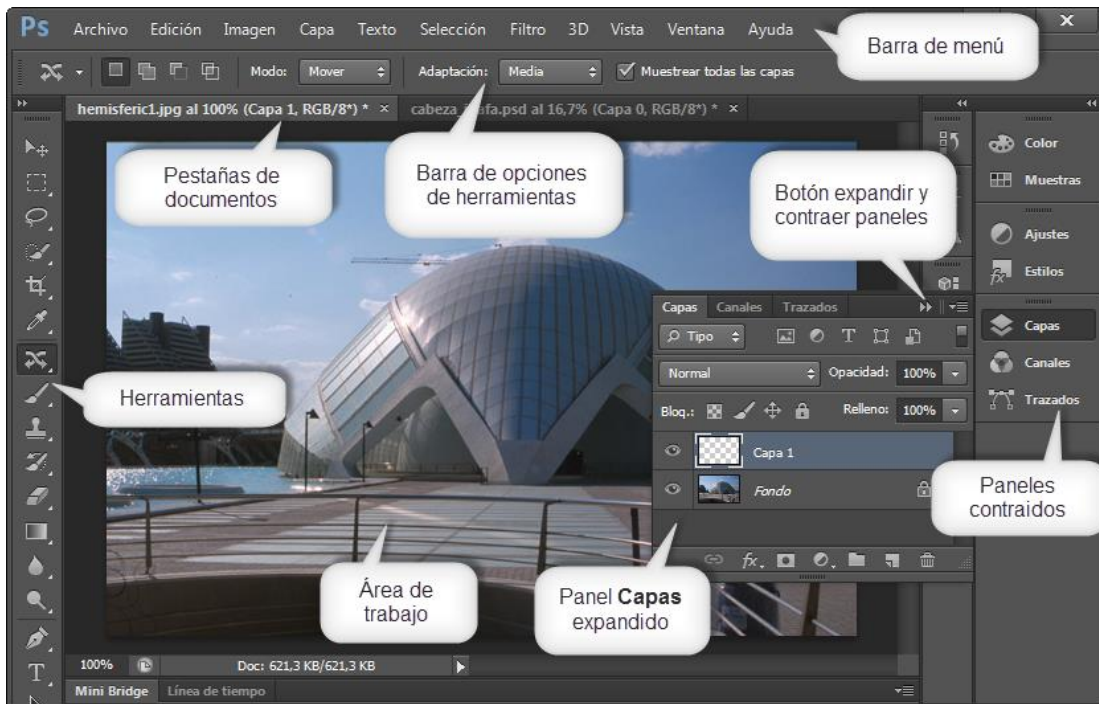 Ps Archivo Edición Imagen Capa Texto Selección Filtro 3D Vista Ventana Ayuda
Barra de menú
Modo: Mover Adaptación: Media Muestrear todas las capas
hemisferic1.jpg al 100% (Capa 1, RGB/8*) * × cabeza afa.psd al 16,7% (Capa 0, RGB/8*) * ×
Pestañas de
documentos
Barra de opciones
de herramientas
Botón expandir y
contraer paneles
Color
Muestras
Ajustes
Estilos
Capas
Canales
Trazados
Capas Canales Trazados
Tipo
Normal Opacidad: 100%
Bloq.: Relleno: 100%
Capa 1
Fondo
Herramientas
Paneles
contraidos
Área de
trabajo
Panel Capas
expandido
100% Doc: 621,3 KB/621,3 KB
Mini Bridge Línea de tiempo